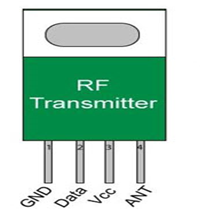 RF
Transmitter
1 2 3 4
GND Data Vcc ANT